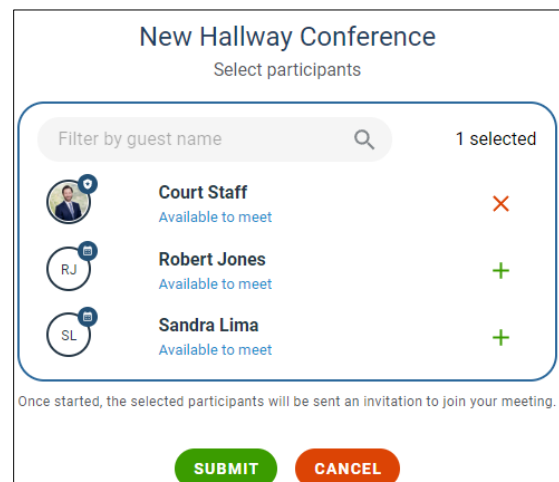 New Hallway Conference
Select participants
Filter by guest name
1 selected
Court Staff
Available to meet
RJ
Robert Jones
Available to meet
SL
Sandra Lima
Available to meet
Once started, the selected participants will be sent an invitation to join your meeting.
SUBMIT
CANCEL